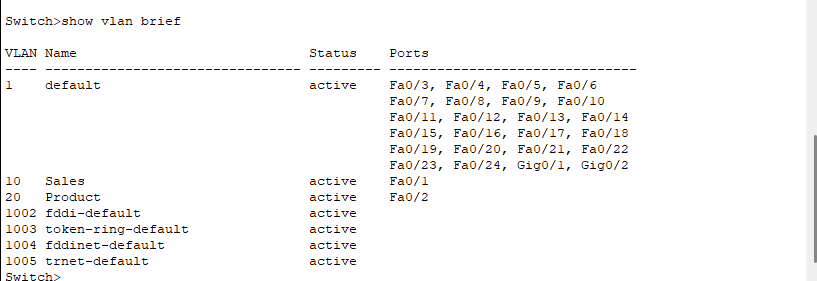 Switch>show vlan brief
VLAN Name                             Status    Ports
---- -------------------------------- --------- -------------------------------
1    default                          active    Fa0/3, Fa0/4, Fa0/5, Fa0/6
                                                Fa0/7, Fa0/8, Fa0/9, Fa0/10
                                                Fa0/11, Fa0/12, Fa0/13, Fa0/14
                                                Fa0/15, Fa0/16, Fa0/17, Fa0/18
                                                Fa0/19, Fa0/20, Fa0/21, Fa0/22
                                                Fa0/23, Fa0/24, Gig0/1, Gig0/2
10   Sales                            active    Fa0/1
20   Product                          active    Fa0/2
1002 fddi-default                     active
1003 token-ring-default               active
1004 fddinet-default                  active
1005 trnet-default                    active
Switch>